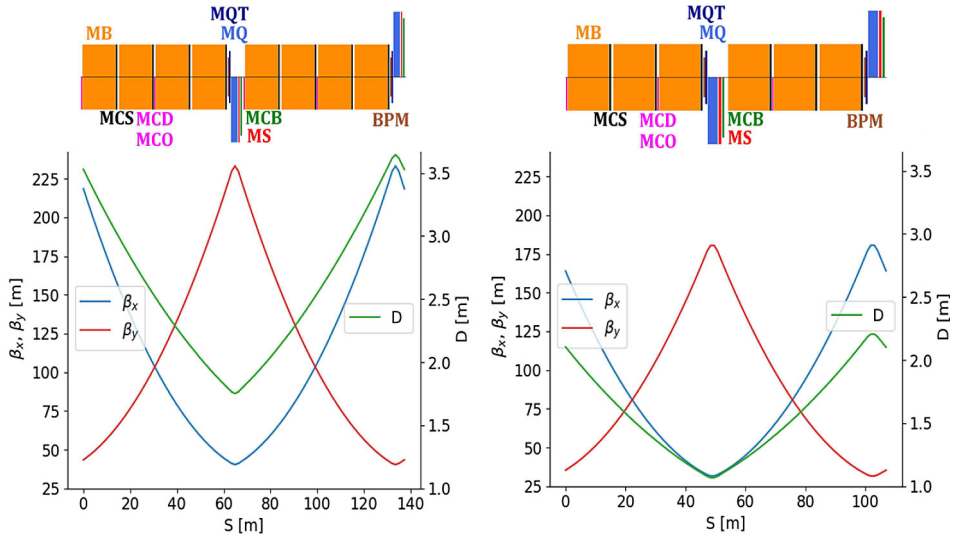 MQT
MQ
MB
MCS
MCD
MCO
MCB
MS
BPM
225
200
175
150
125
100
75
50
25
βx, βy [m]
βx
βy
D
3.5
3.0
2.5
2.0
1.5
1.0
D [m]
0
20
40
60
80
100
120
140
S [m]
MQT
MQ
MB
MCS
MCD
MCO
MCB
MS
BPM
225
200
175
150
125
100
75
50
25
βx, βy [m]
βx
βy
D
3.5
3.0
2.5
2.0
1.5
1.0
D [m]
0
20
40
60
80
100
S [m]